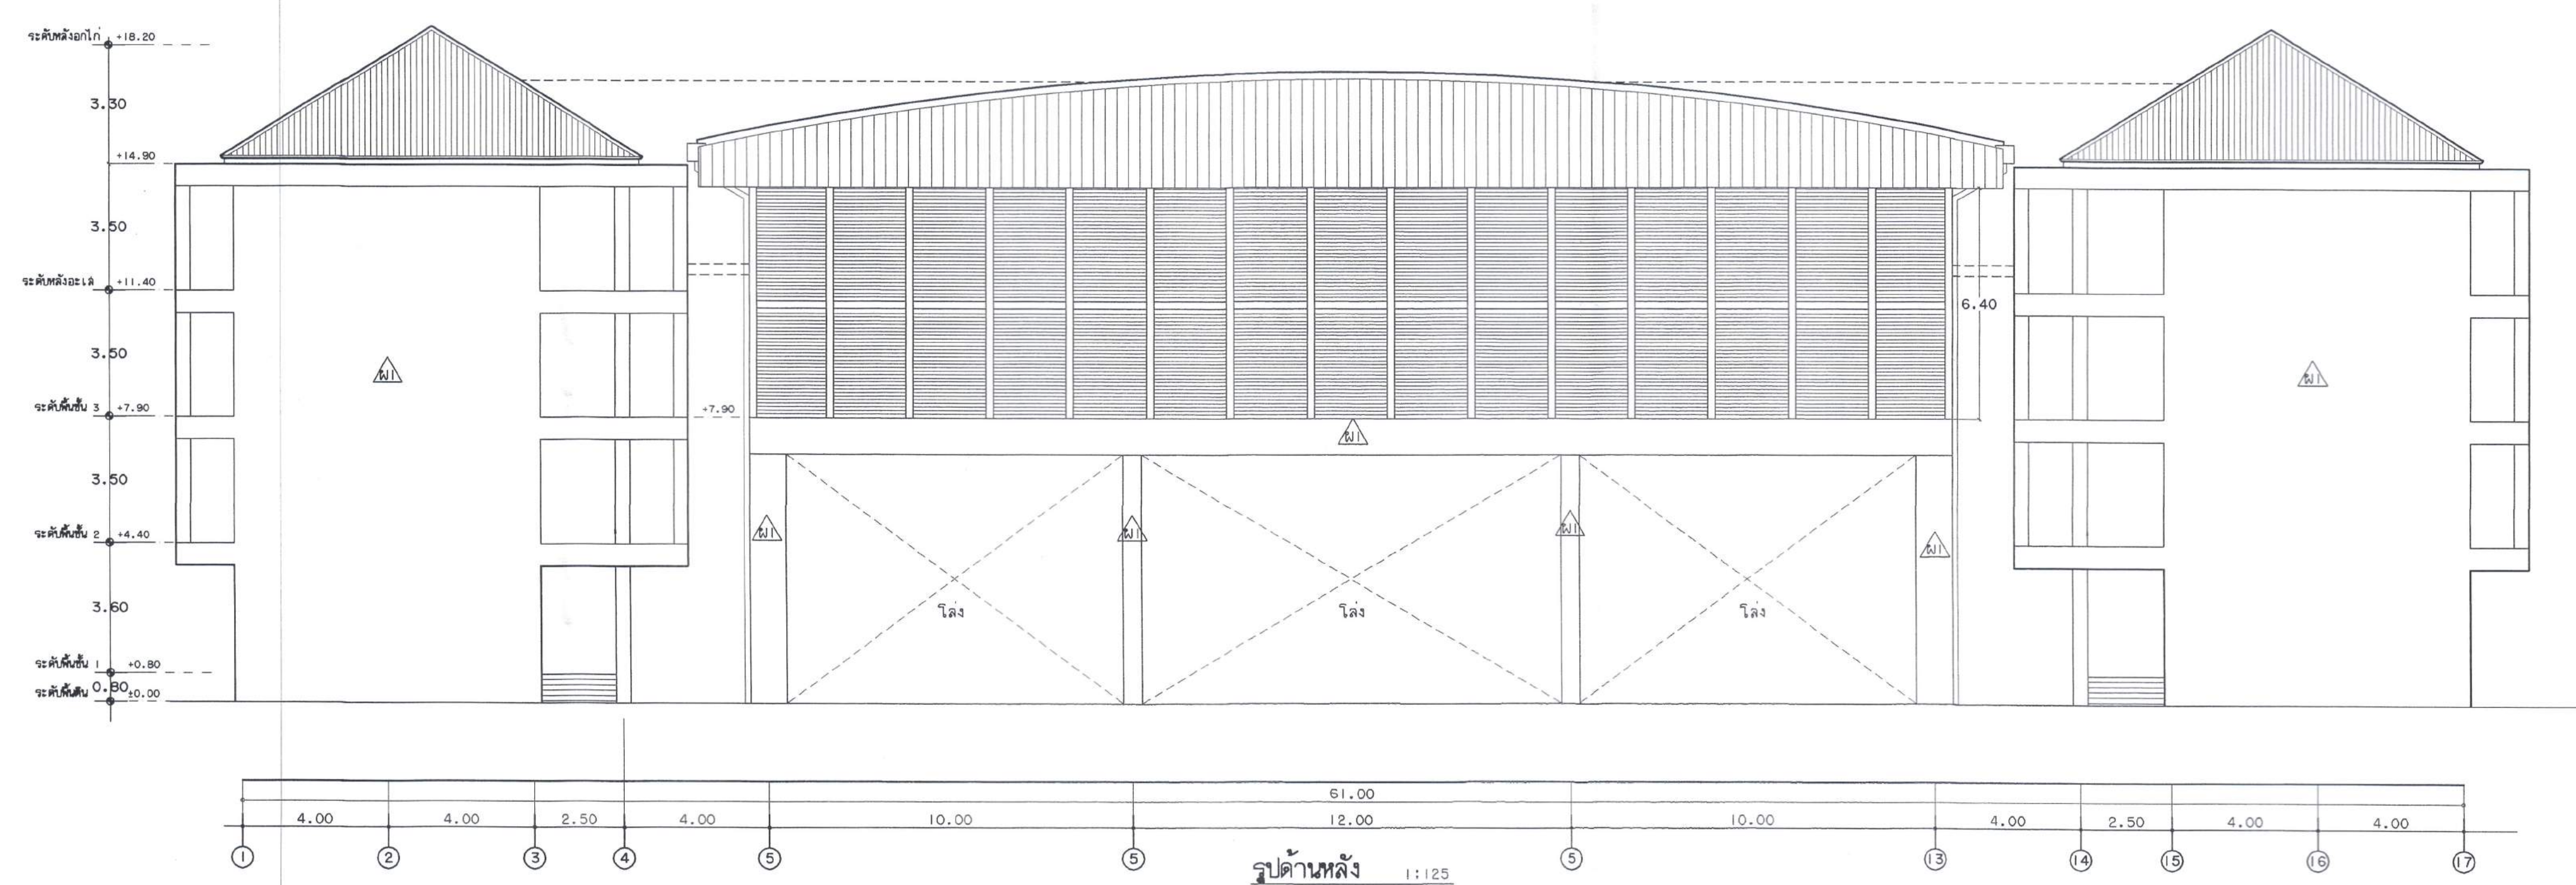 ระดับหลังอกไก่ +18.20
3.30
+14.90
3.50
ระดับหลังอะเส +11.40
3.50
ระดับพื้นชั้น 3 +7.90
3.50
ระดับพื้นชั้น 2 +4.40
3.60
ระดับพื้นชั้น 1 +0.80
0.80
ระดับพื้นดิน ±0.00
ผ1
+7.90
6.40
ผ1
ผ1
ผ1 ผ1 ผ1 ผ1
โล่ง โล่ง โล่ง
61.00
4.00 4.00 2.50 4.00 10.00 12.00 10.00 4.00 2.50 4.00 4.00
1 2 3 4 5 5 5 13 14 15 16 17
รูปด้านหลัง 1:125